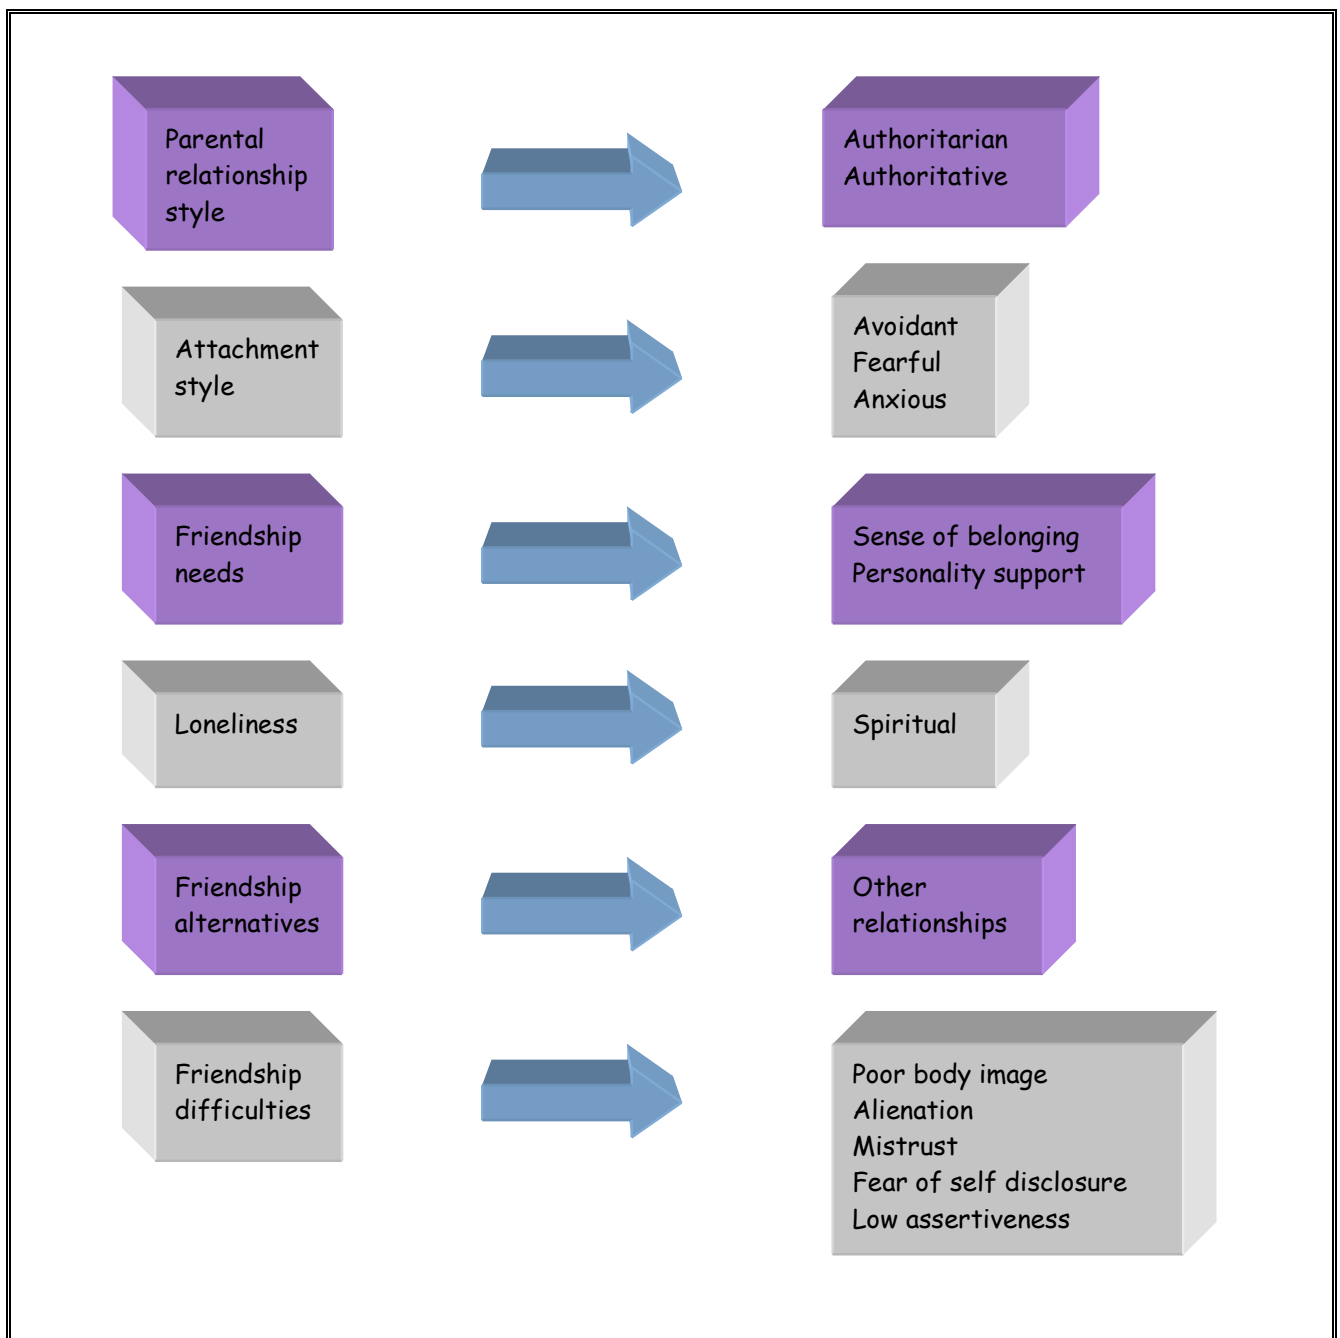 Parental
relationship
style
Authoritarian
Authoritative
Attachment
style
Avoidant
Fearful
Anxious
Friendship
needs
Sense of belonging
Personality support
Loneliness
Spiritual
Friendship
alternatives
Other
relationships
Friendship
difficulties
Poor body image
Alienation
Mistrust
Fear of self disclosure
Low assertiveness